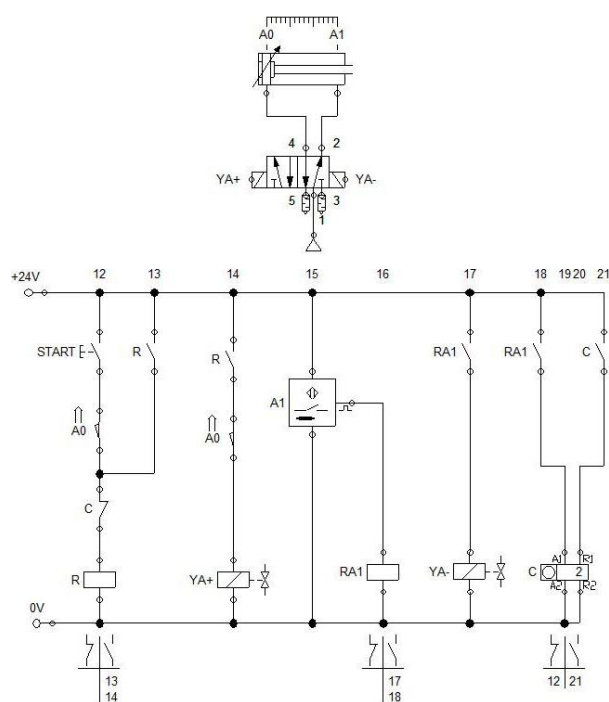 A0 A1
4 2
YA+ YA-
5 3
1
12 13 14 15 16 17 18 19 20 21
+24V
START R R RA1 RA1 C
A1
A0 A0
C
A1 R1
R YA+ RA1 YA- C 2
A2 R2
0V
13 17 12 21
14 18